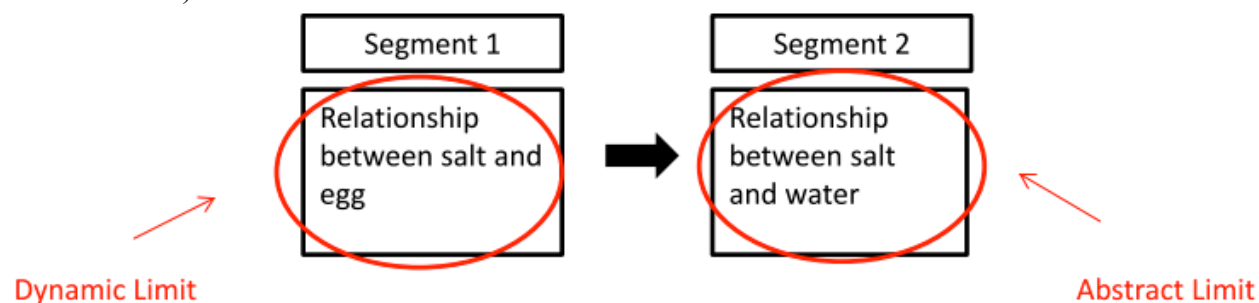 Segment 1
Segment 2
Relationship
between salt and
egg
Relationship
between salt
and water
Dynamic Limit
Abstract Limit